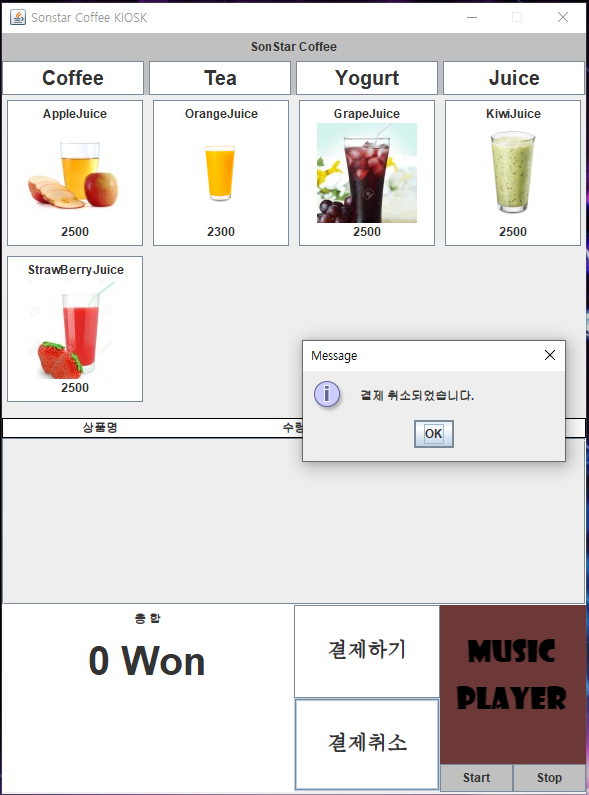 Sonstar Coffee KIOSK
SonStar Coffee
Coffee Tea Yogurt Juice
AppleJuice OrangeJuice GrapeJuice KiwiJuice
2500 2300 2500 2500
StrawBerryJuice
2500
Message
결제 취소되었습니다.
OK
상품명
총 합
0 Won
결제하기
결제취소
MUSIC
PLAYER
Start Stop